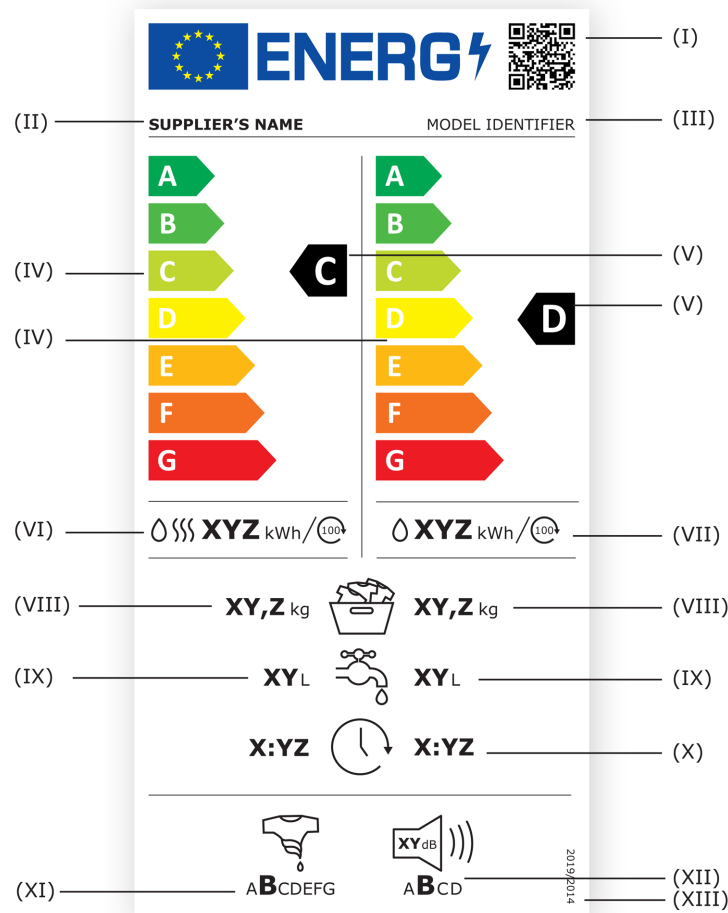 ENERG
(I)
(II)
SUPPLIER'S NAME
MODEL IDENTIFIER
(III)
A
A
B
B
(IV)
C
C
C
(V)
D
D
D
(V)
(IV)
E
E
F
F
G
G
(VI)
XYZ kWh/100
XYZ kWh/100
(VII)
(VIII)
XY,Z kg
XY,Z kg
(VIII)
(IX)
XY L
XY L
(IX)
X:YZ
X:YZ
(X)
XY dB
2019/2014
(XI)
ABCDEFG
ABCD
(XII)
(XIII)